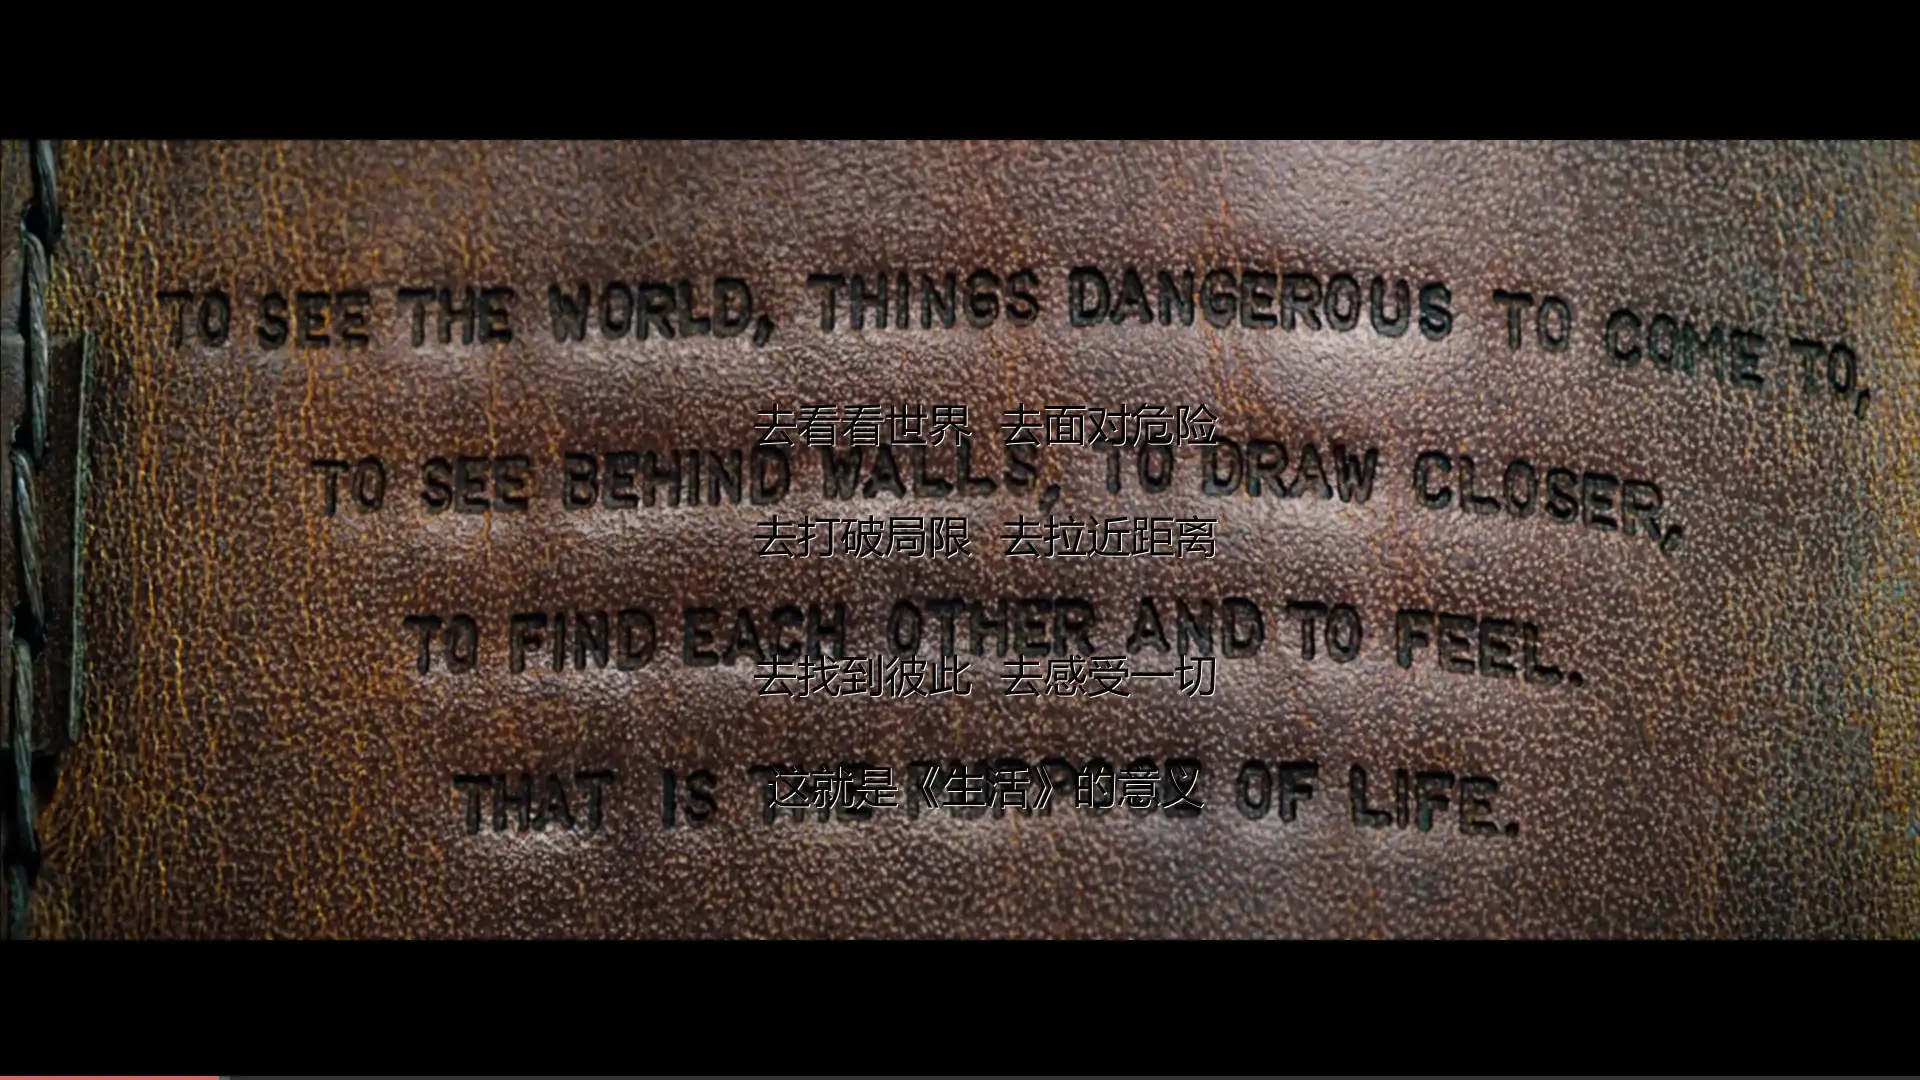 TO SEE THE WORLD, THINGS DANGEROUS TO COME TO,
去看看世界 去面对危险
TO SEE BEHIND WALLS, TO DRAW CLOSER,
去打破局限 去拉近距离
TO FIND EACH OTHER AND TO FEEL.
去找到彼此 去感受一切
THAT IS THE PURPOSE OF LIFE.
这就是《生活》的意义